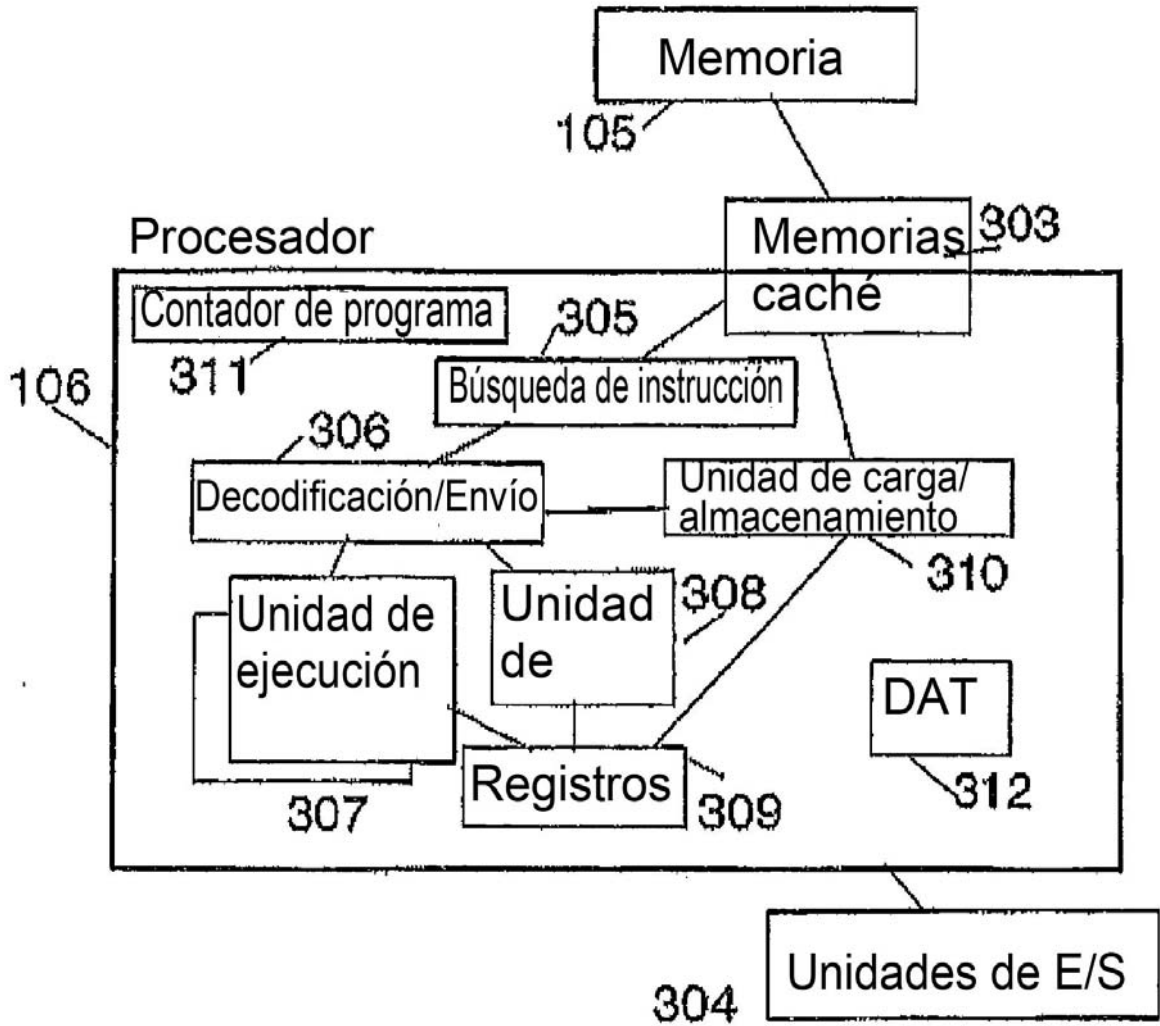 Memoria
105
Procesador
Memorias
caché
303
Contador de programa
311
305
Búsqueda de instrucción
106
306
Decodificación/Envío
Unidad de carga/
almacenamiento
310
Unidad de
ejecución
307
Unidad
de
308
Registros
309
DAT
312
Unidades de E/S
304